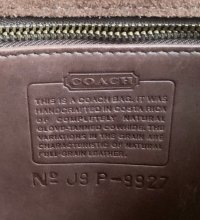 COACH
THIS IS A COACH BAG. IT WAS
HANDCRAFTED IN COSTA RICA
OF COMPLETELY NATURAL
GLOVE-TANNED COWHIDE. THE
VARIATIONS IN THE GRAIN ARE
CHARACTERISTIC OF NATURAL
FULL-GRAIN LEATHER.
No J9P-9927